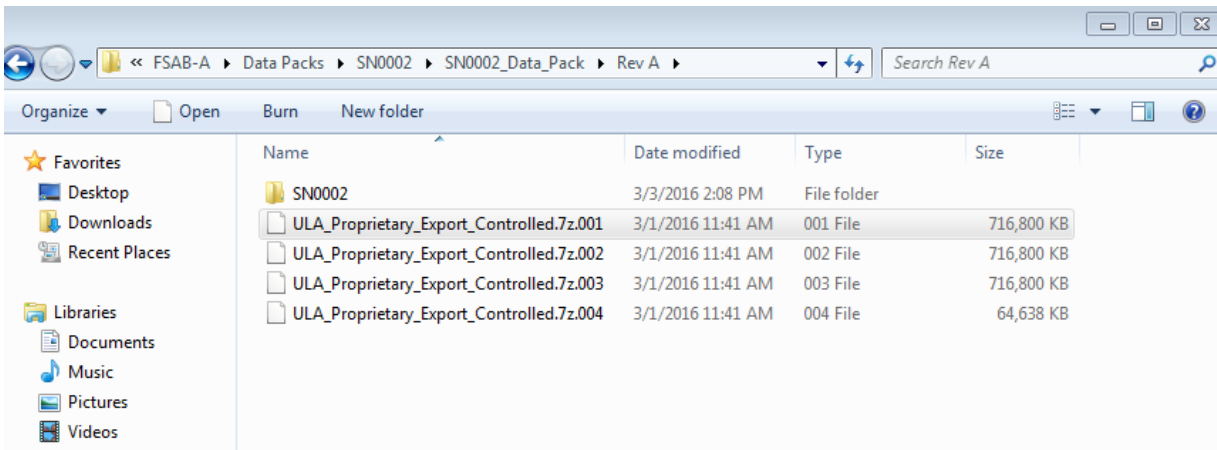 « FSAB-A ▸ Data Packs ▸ SN0002 ▸ SN0002_Data_Pack ▸ Rev A ▸ Search Rev A
Organize Open Burn New folder
Favorites
Desktop
Downloads
Recent Places
Libraries
Documents
Music
Pictures
Videos
Name Date modified Type Size
SN0002 3/3/2016 2:08 PM File folder
ULA_Proprietary_Export_Controlled.7z.001 3/1/2016 11:41 AM 001 File 716,800 KB
ULA_Proprietary_Export_Controlled.7z.002 3/1/2016 11:41 AM 002 File 716,800 KB
ULA_Proprietary_Export_Controlled.7z.003 3/1/2016 11:41 AM 003 File 716,800 KB
ULA_Proprietary_Export_Controlled.7z.004 3/1/2016 11:41 AM 004 File 64,638 KB